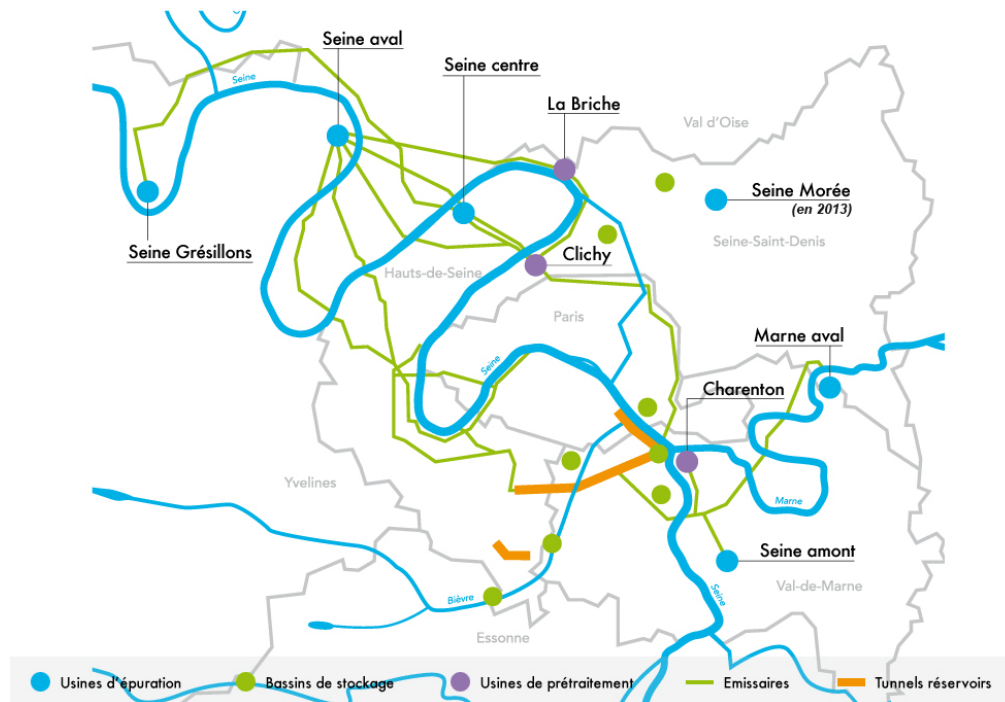 Seine aval
Seine centre
La Briche
Seine
Val d'Oise
Seine Morée
(en 2013)
Seine Grésillons
Seine-Saint-Denis
Clichy
Hauts-de-Seine
Paris
Marne aval
Seine
Charenton
Yvelines
Marne
Seine amont
Val-de-Marne
Bièvre
Seine
Essonne
Usines d'épuration
Bassins de stockage
Usines de prétraitement
Emissaires
Tunnels réservoirs